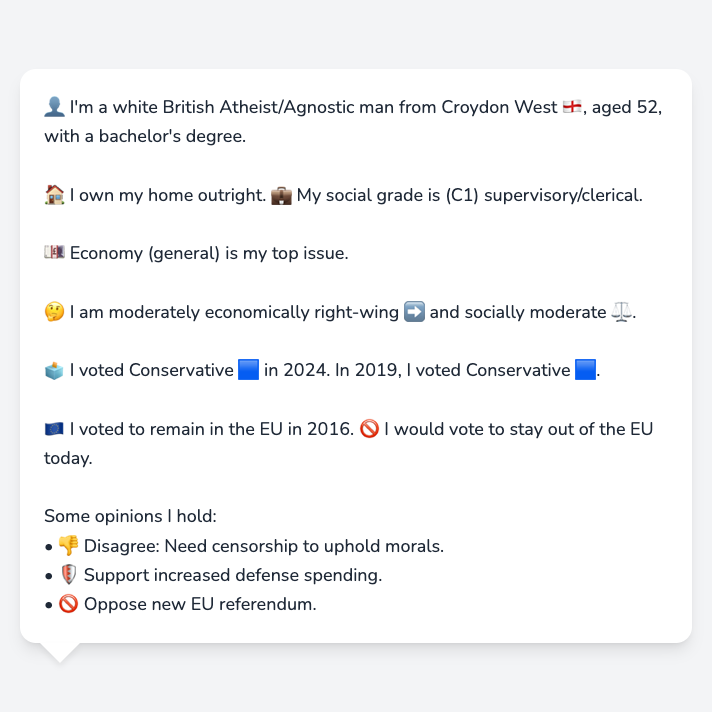 👤 I'm a white British Atheist/Agnostic man from Croydon West 🏴󠁧󠁢󠁥󠁮󠁧󠁿, aged 52,
with a bachelor's degree.
🏠 I own my home outright. 💼 My social grade is (C1) supervisory/clerical.
💷 Economy (general) is my top issue.
🤔 I am moderately economically right-wing ➡️ and socially moderate ⚖️.
🗳️ I voted Conservative 🟦 in 2024. In 2019, I voted Conservative 🟦.
🇪🇺 I voted to remain in the EU in 2016. 🚫 I would vote to stay out of the EU
today.
Some opinions I hold:
• 👎 Disagree: Need censorship to uphold morals.
• 🛡️ Support increased defense spending.
• 🚫 Oppose new EU referendum.